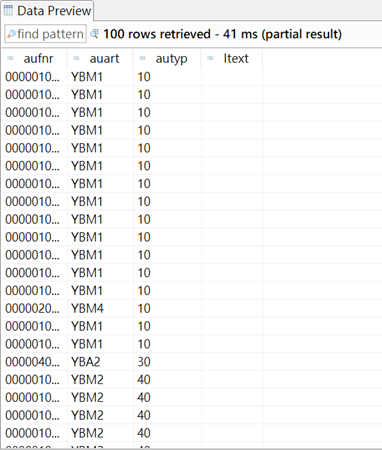 Data Preview
find pattern 100 rows retrieved - 41 ms (partial result)
aufnr auart autyp ltext
0000010... YBM1 10
0000010... YBM1 10
0000010... YBM1 10
0000010... YBM1 10
0000010... YBM1 10
0000010... YBM1 10
0000010... YBM1 10
0000010... YBM1 10
0000010... YBM1 10
0000010... YBM1 10
0000010... YBM1 10
0000010... YBM1 10
0000010... YBM1 10
0000020... YBM4 10
0000010... YBM1 10
0000010... YBM1 10
0000040... YBA2 30
0000010... YBM2 40
0000010... YBM2 40
0000010... YBM2 40
0000010... YBM2 40